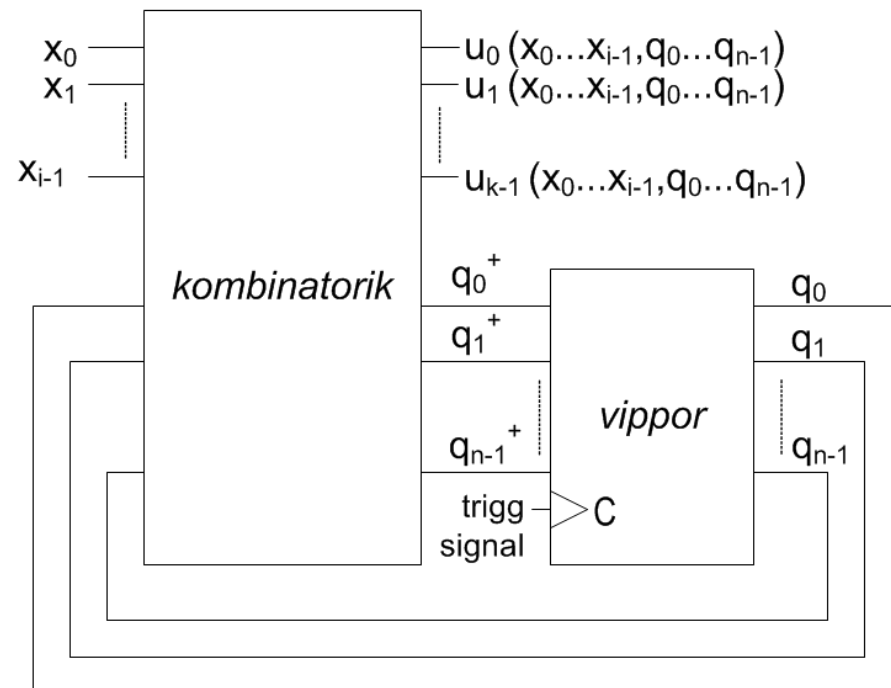 x₀ u₀ (x₀...xᵢ₋₁,q₀...qₙ₋₁)
x₁ u₁ (x₀...xᵢ₋₁,q₀...qₙ₋₁)
xᵢ₋₁ uₖ₋₁ (x₀...xᵢ₋₁,q₀...qₙ₋₁)
kombinatorik
q₀⁺ q₀
q₁⁺ q₁
vippor
qₙ₋₁⁺ qₙ₋₁
trigg C
signal